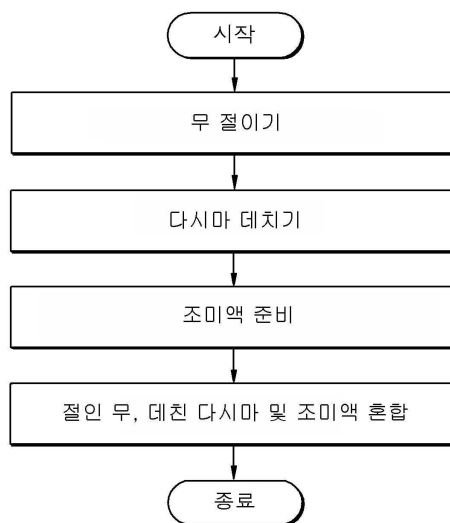 시작
무 절이기
다시마 데치기
조미액 준비
절인 무, 데친 다시마 및 조미액 혼합
종료